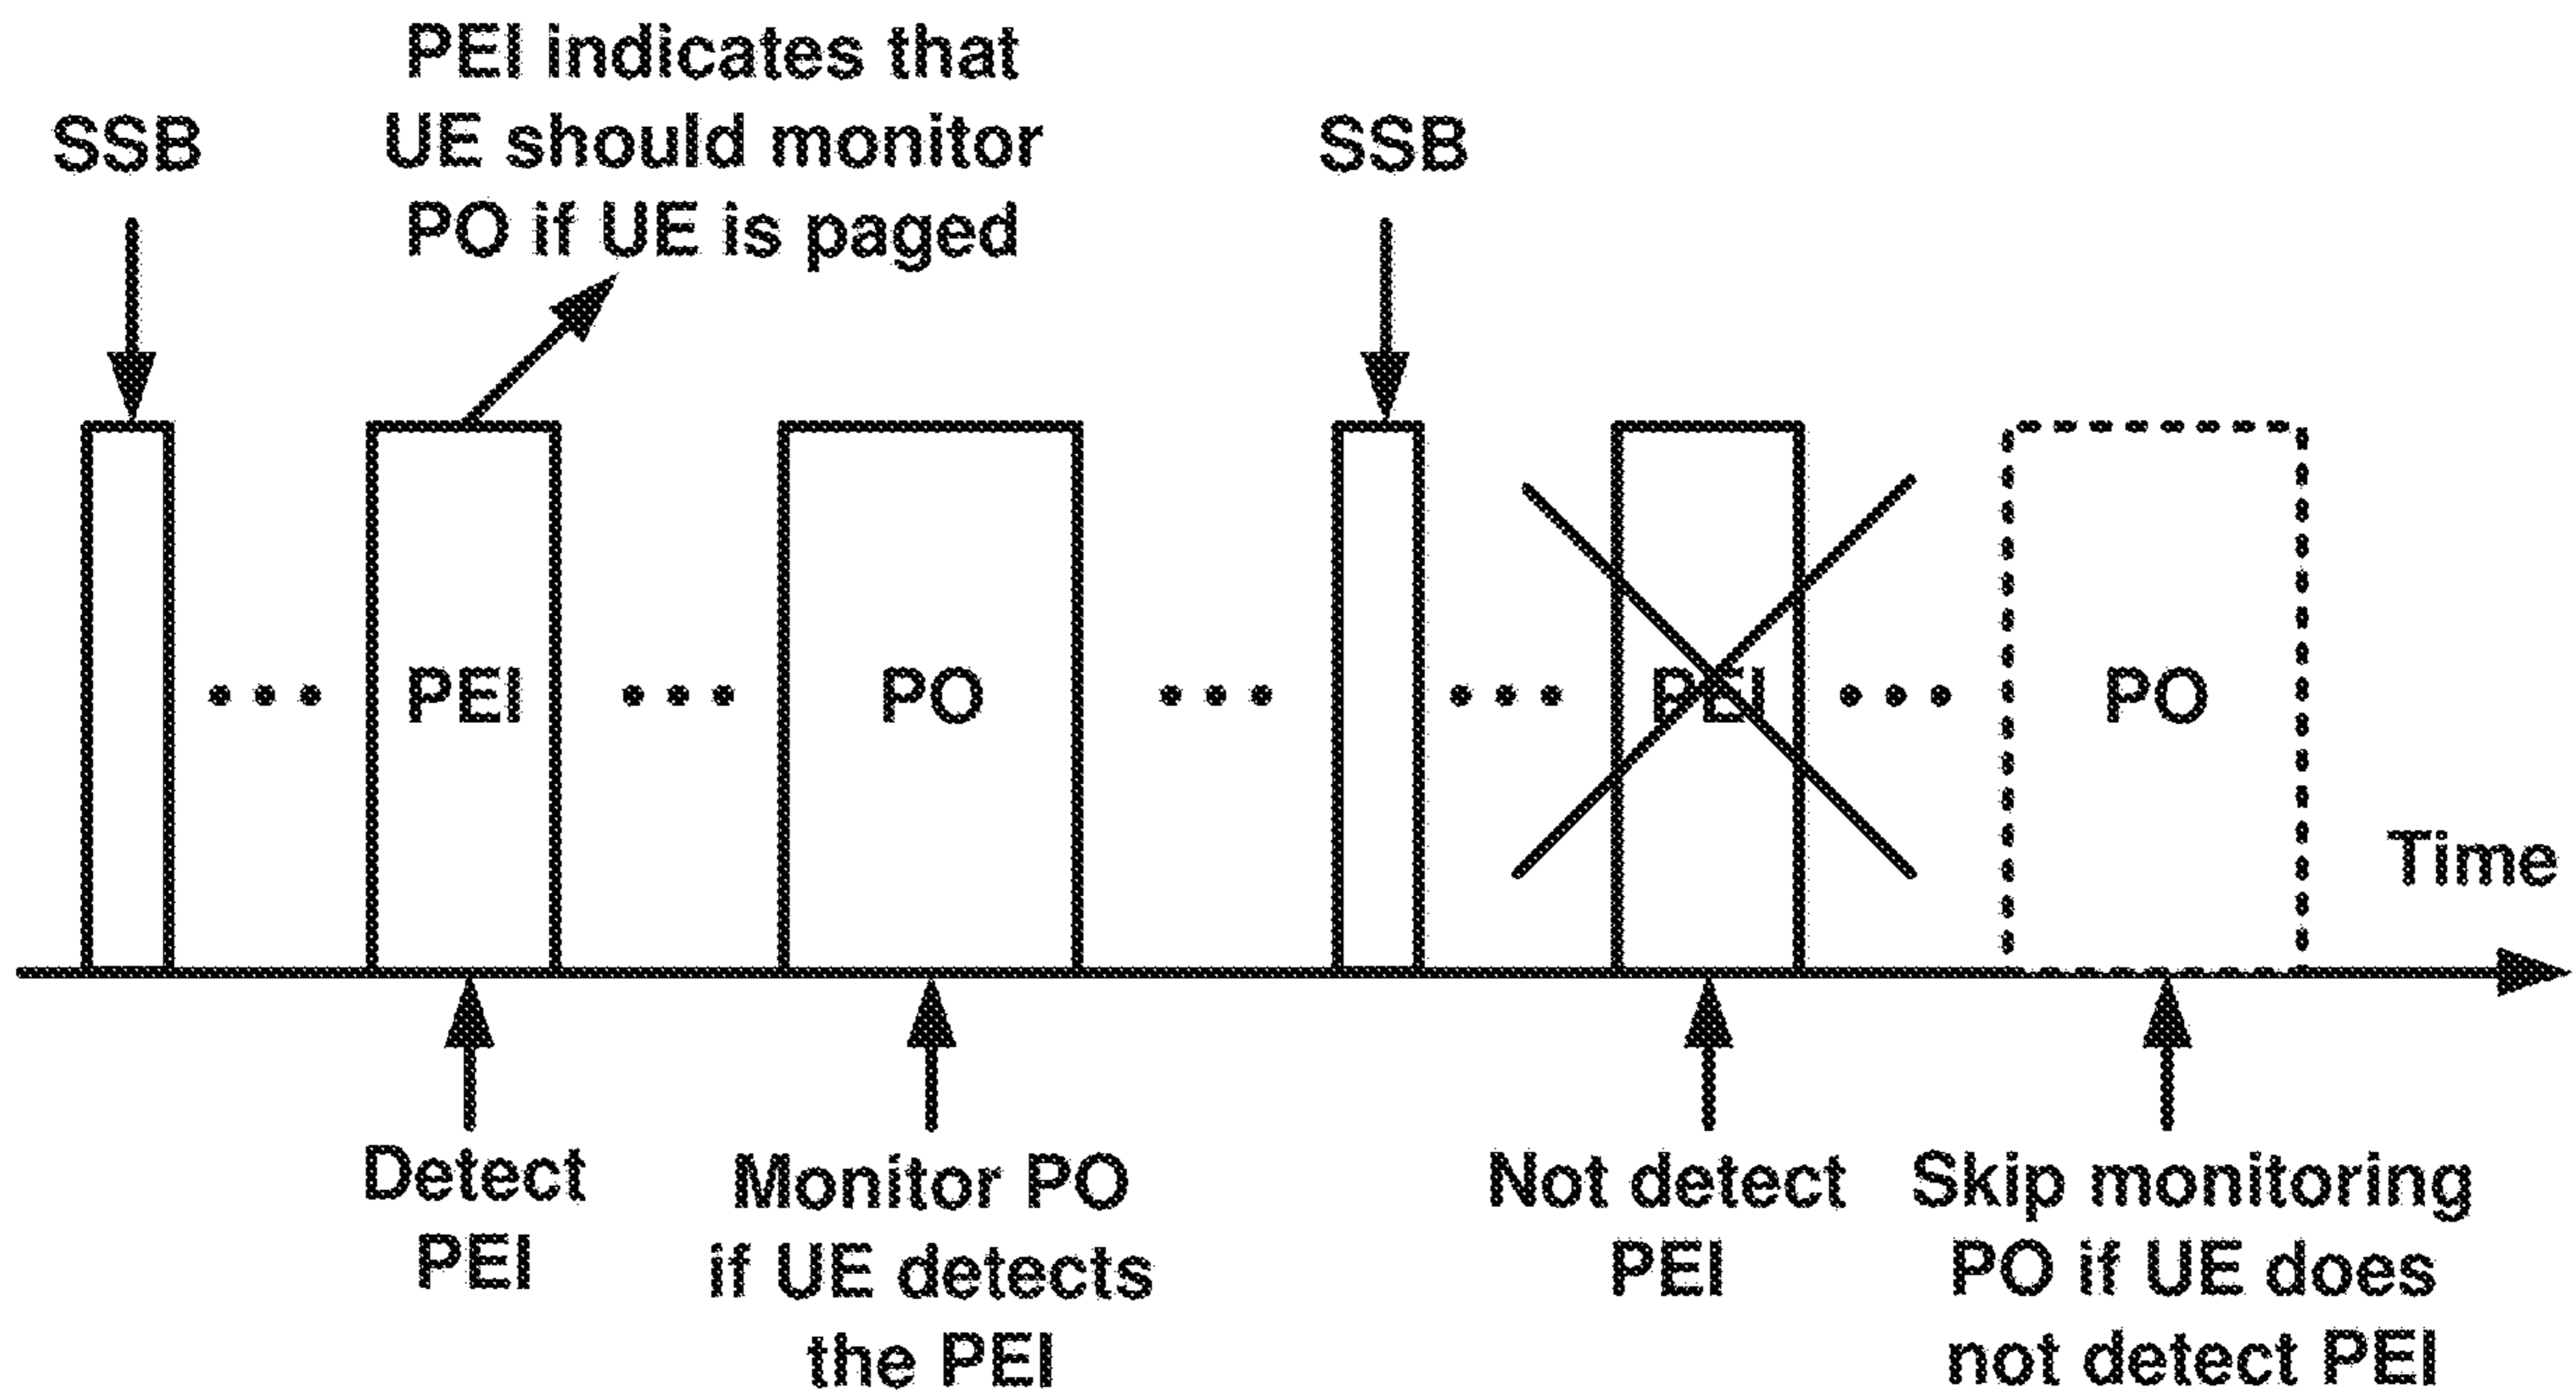 PEI indicates that
UE should monitor
PO if UE is paged
SSB
SSB
PEI
PO
PEI
PO
Time
Detect
PEI
Monitor PO
if UE detects
the PEI
Not detect
PEI
Skip monitoring
PO if UE does
not detect PEI